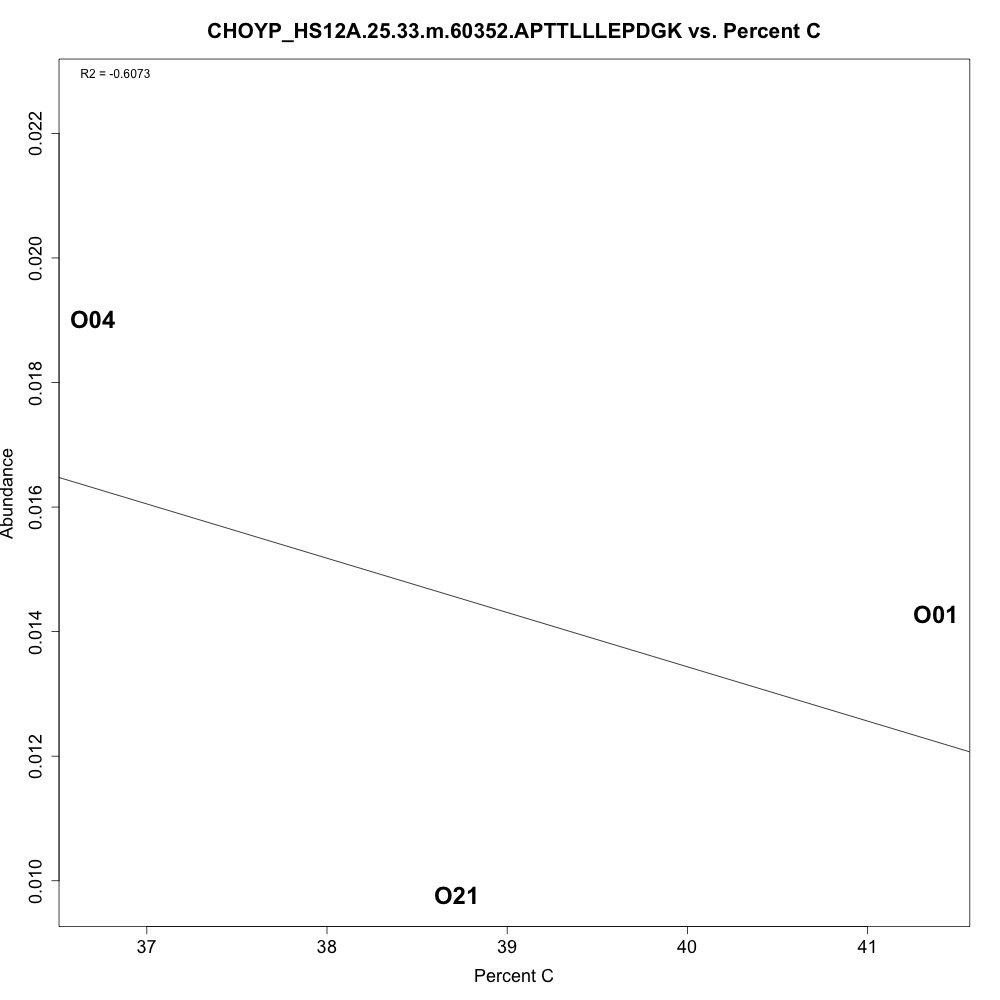 CHOYP_HS12A.25.33.m.60352.APTTLLLEPDGK vs. Percent C
R2 = -0.6073
0.022
0.020
O04
0.018
Abundance
0.016
O01
0.014
0.012
0.010
O21
37 38 39 40 41
Percent C